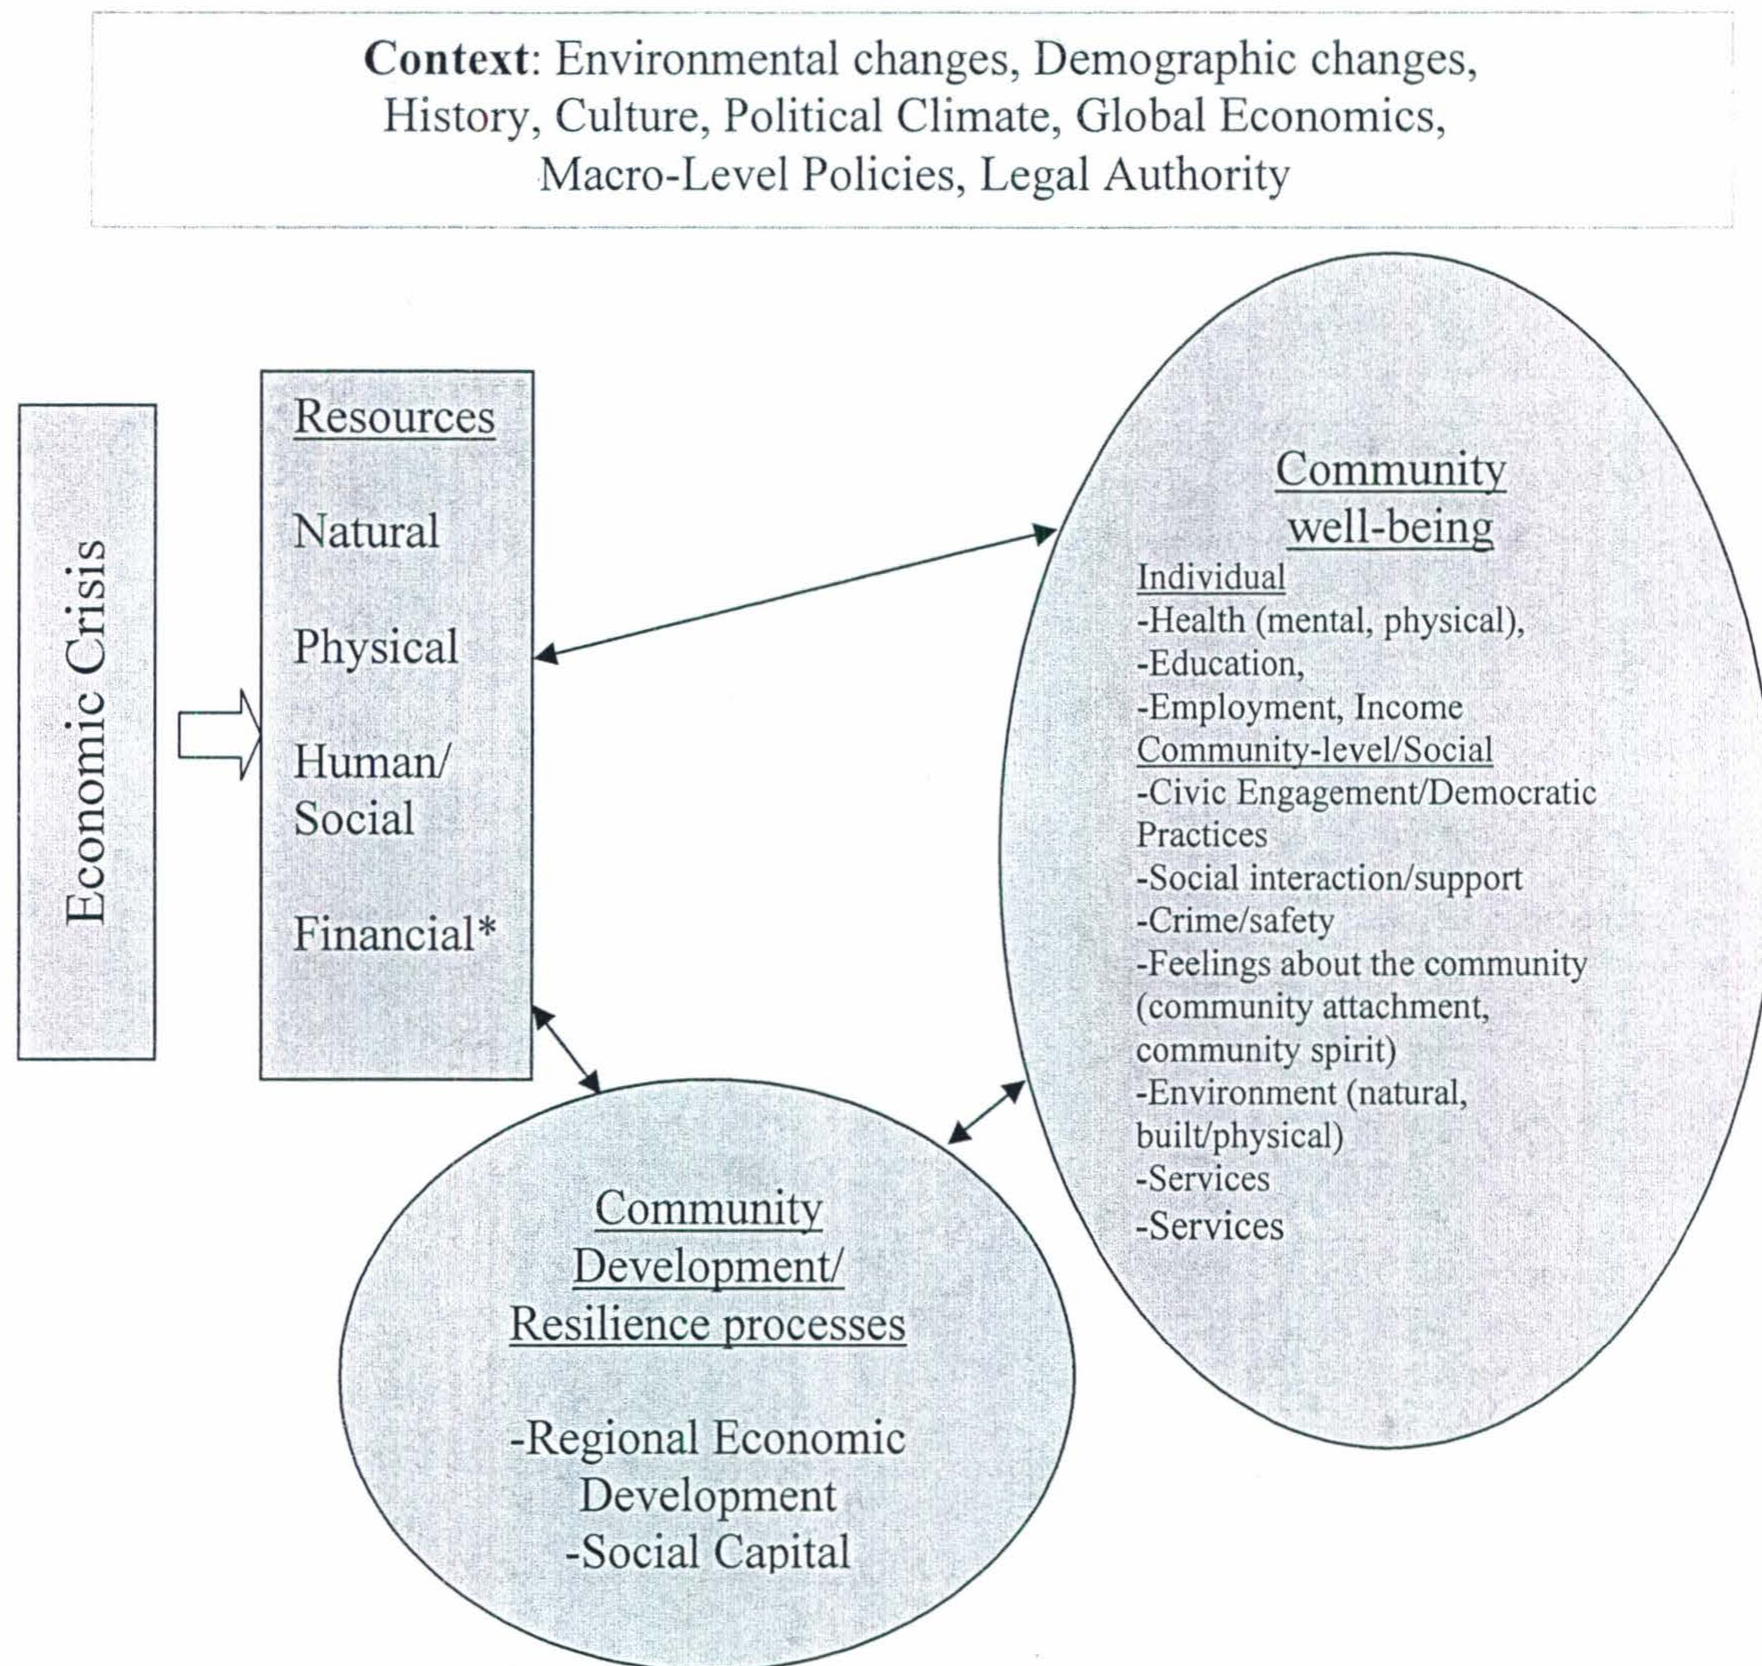 Context: Environmental changes, Demographic changes,
History, Culture, Political Climate, Global Economics,
Macro-Level Policies, Legal Authority
Economic Crisis
Resources
Natural
Physical
Human/
Social
Financial*
Community
well-being
Individual
-Health (mental, physical),
-Education,
-Employment, Income
Community-level/Social
-Civic Engagement/Democratic
Practices
-Social interaction/support
-Crime/safety
-Feelings about the community
(community attachment,
community spirit)
-Environment (natural,
built/physical)
-Services
-Services
Community
Development/
Resilience processes
-Regional Economic
Development
-Social Capital